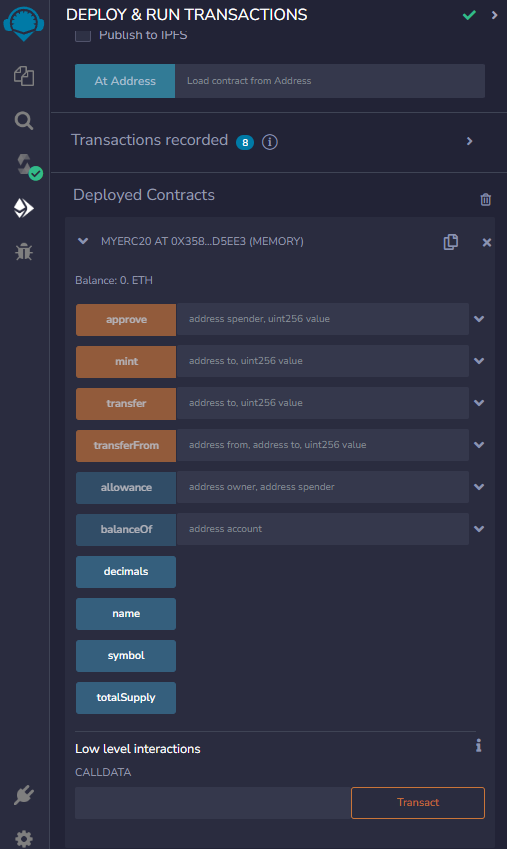 DEPLOY & RUN TRANSACTIONS
Publish to IPFS
At Address Load contract from Address
Transactions recorded 8 i
Deployed Contracts
MYERC20 AT 0X358...D5EE3 (MEMORY)
Balance: 0. ETH
approve address spender, uint256 value
mint address to, uint256 value
transfer address to, uint256 value
transferFrom address from, address to, uint256 value
allowance address owner, address spender
balanceOf address account
decimals
name
symbol
totalSupply
Low level interactions i
CALLDATA
Transact